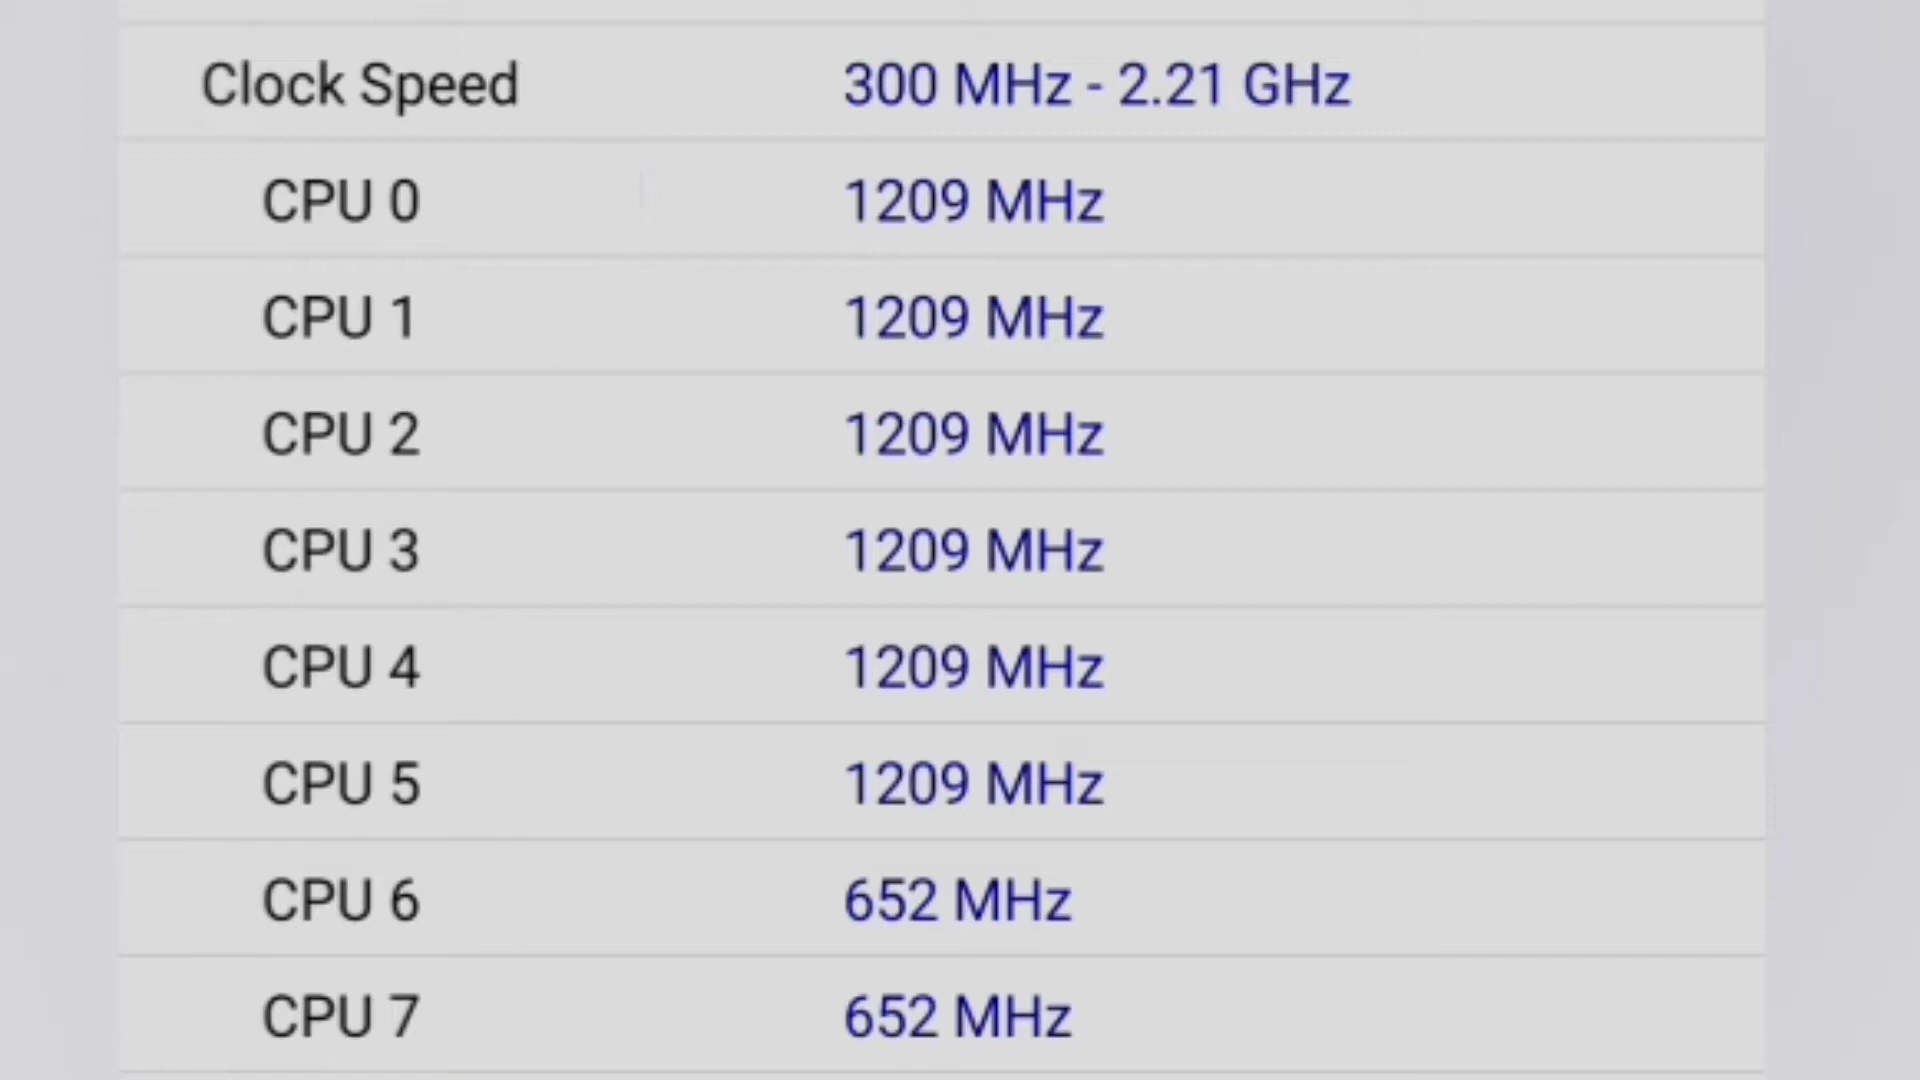 Clock Speed 300 MHz - 2.21 GHz
CPU 0 1209 MHz
CPU 1 1209 MHz
CPU 2 1209 MHz
CPU 3 1209 MHz
CPU 4 1209 MHz
CPU 5 1209 MHz
CPU 6 652 MHz
CPU 7 652 MHz